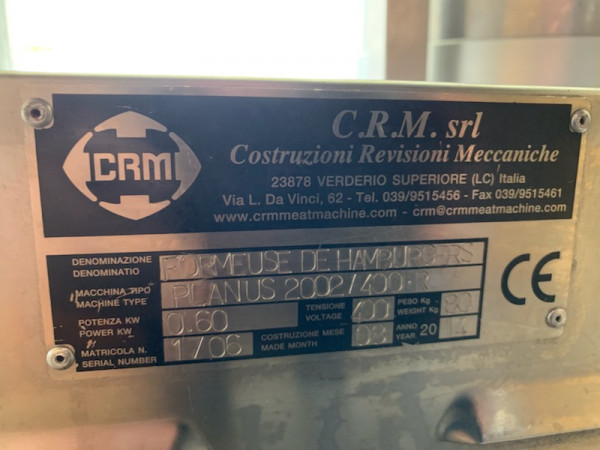 CRM
C.R.M. srl
Costruzioni Revisioni Meccaniche
23878 VERDERIO SUPERIORE (LC) Italia
Via L. Da Vinci, 62 - Tel. 039/9515456 - Fax 039/9515461
www.crmmeatmachine.com - crm@crmmeatmachine.com
DENOMINAZIONE
DENOMINATIO
FORMEUSE DE HAMBURGERS
MACCHINA TIPO
MACHINE TYPE
PLANUS 2002/400-R
POTENZA KW
POWER KW
0.60
TENSIONE
VOLTAGE
400
PESO Kg
WEIGHT Kg
MATRICOLA N.
SERIAL NUMBER
1/06
COSTRUZIONE MESE
MADE MONTH
ANNO
YEAR
20
14
CE